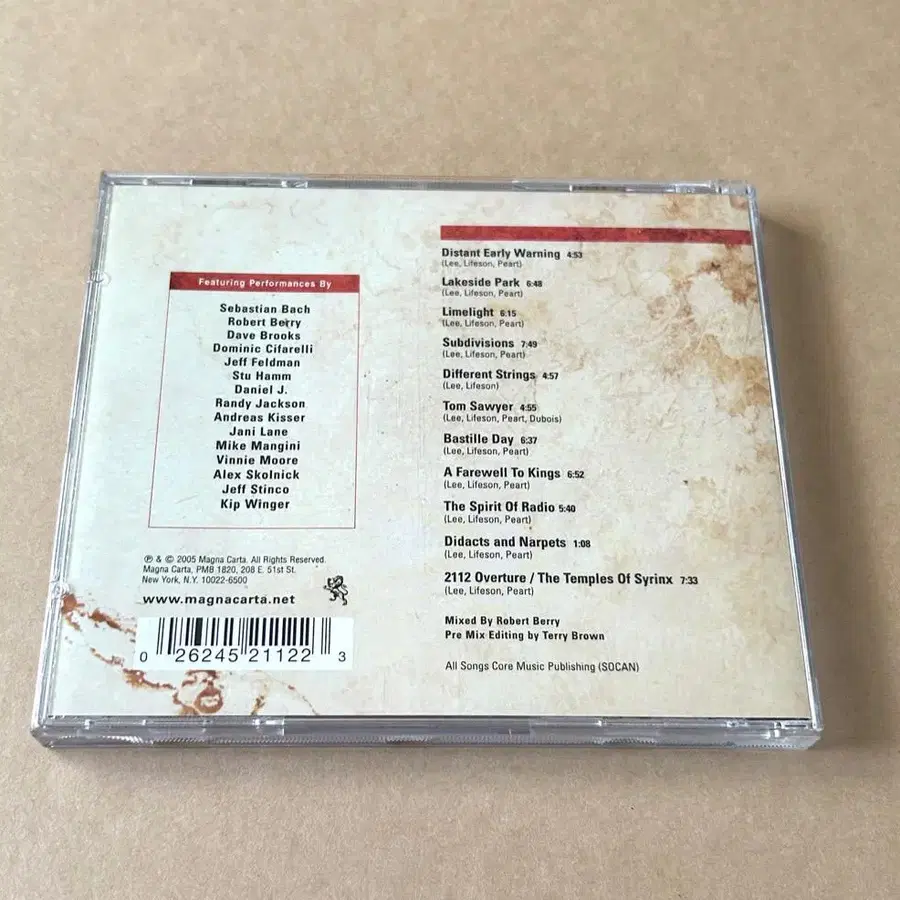 Featuring Performances By
Sebastian Bach
Robert Berry
Dave Brooks
Dominic Cifarelli
Jeff Feldman
Stu Hamm
Daniel J.
Randy Jackson
Andreas Kisser
Jani Lane
Mike Mangini
Vinnie Moore
Alex Skolnick
Jeff Stinco
Kip Winger
℗ & © 2005 Magna Carta. All Rights Reserved.
Magna Carta, PMB 1820, 208 E. 51st St.
New York, N.Y. 10022-6500
www.magnacarta.net
0 26245 21122 3
Distant Early Warning 4:53
(Lee, Lifeson, Peart)
Lakeside Park 6:48
(Lee, Lifeson, Peart)
Limelight 6:15
(Lee, Lifeson, Peart)
Subdivisions 7:49
(Lee, Lifeson, Peart)
Different Strings 4:57
(Lee, Lifeson)
Tom Sawyer 4:55
(Lee, Lifeson, Peart, Dubois)
Bastille Day 6:37
(Lee, Lifeson, Peart)
A Farewell To Kings 6:52
(Lee, Lifeson, Peart)
The Spirit Of Radio 5:40
(Lee, Lifeson, Peart)
Didacts and Narpets 1:08
(Lee, Lifeson, Peart)
2112 Overture / The Temples Of Syrinx 7:33
(Lee, Lifeson, Peart)
Mixed By Robert Berry
Pre Mix Editing by Terry Brown
All Songs Core Music Publishing (SOCAN)